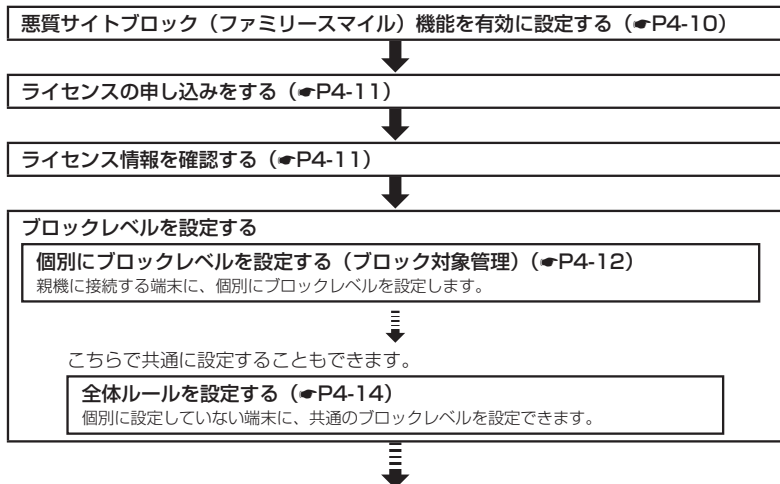 悪質サイトブロック（ファミリースマイル）機能を有効に設定する（☛P4-10）
ライセンスの申し込みをする（☛P4-11）
ライセンス情報を確認する（☛P4-11）
ブロックレベルを設定する
個別にブロックレベルを設定する（ブロック対象管理）（☛P4-12）
親機に接続する端末に、個別にブロックレベルを設定します。
こちらで共通に設定することもできます。
全体ルールを設定する（☛P4-14）
個別に設定していない端末に、共通のブロックレベルを設定できます。